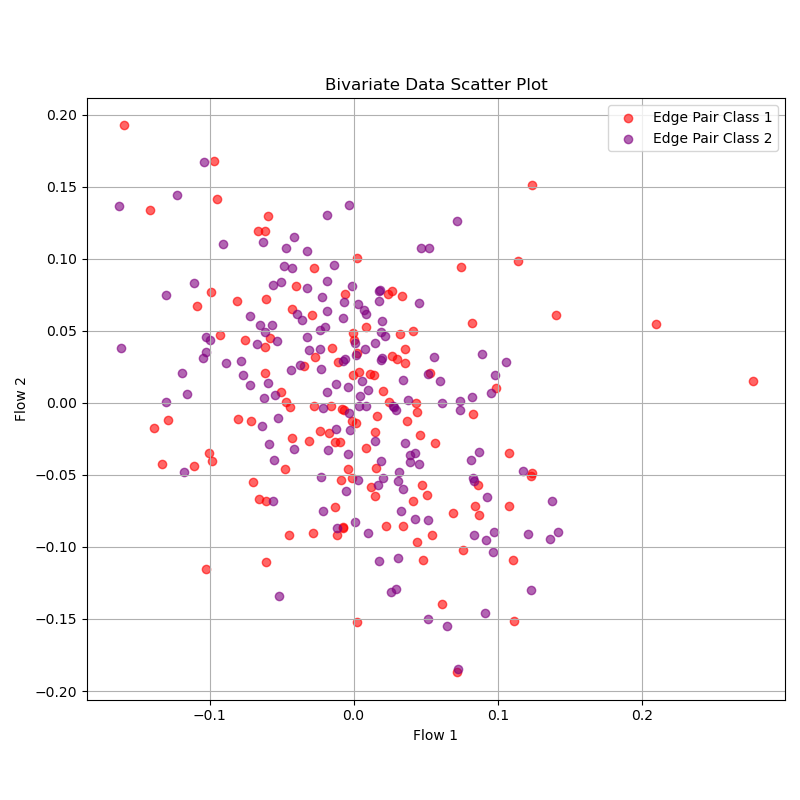 Bivariate Data Scatter Plot
Edge Pair Class 1
Edge Pair Class 2
0.20
0.15
0.10
0.05
0.00
−0.05
−0.10
−0.15
−0.20
Flow 2
−0.1
0.0
0.1
0.2
Flow 1